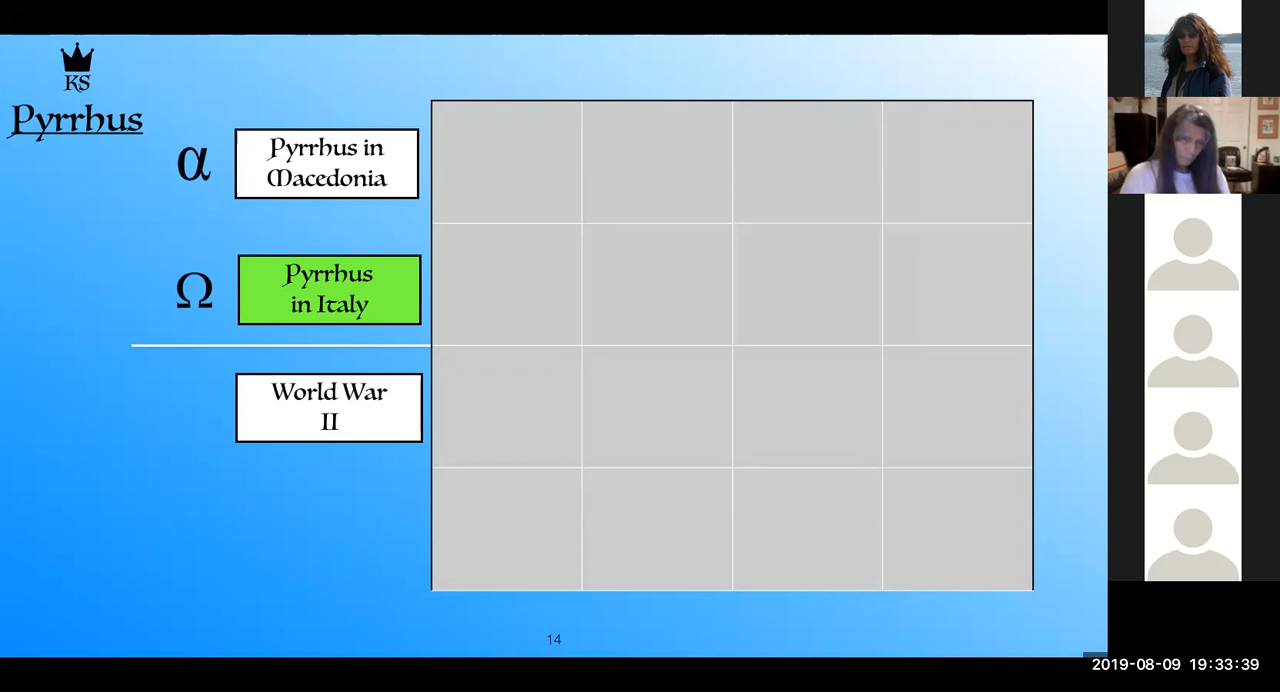 KS
Pyrrhus
α
Pyrrhus in
Macedonia
Ω
Pyrrhus
in Italy
World War
II
14
2019-08-09 19:33:39